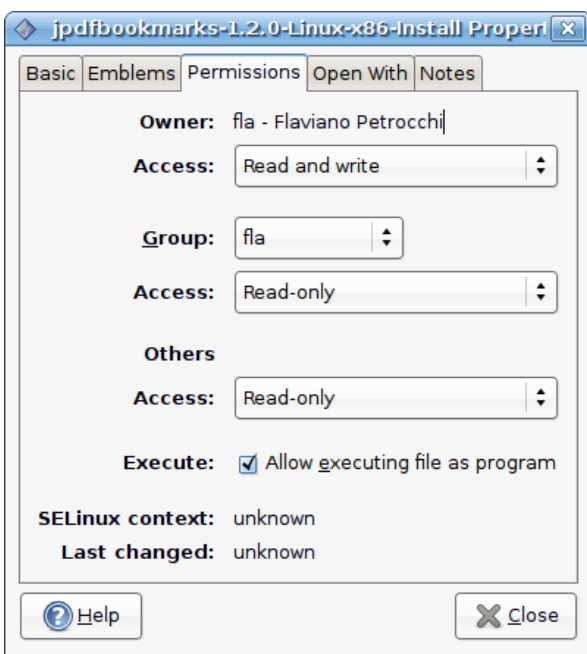 jpdfbookmarks-1.2.0-Linux-x86-Install Propert
Basic Emblems Permissions Open With Notes
Owner: fla - Flaviano Petrocchi
Access: Read and write
Group: fla
Access: Read-only
Others
Access: Read-only
Execute: Allow executing file as program
SELinux context: unknown
Last changed: unknown
Help Close